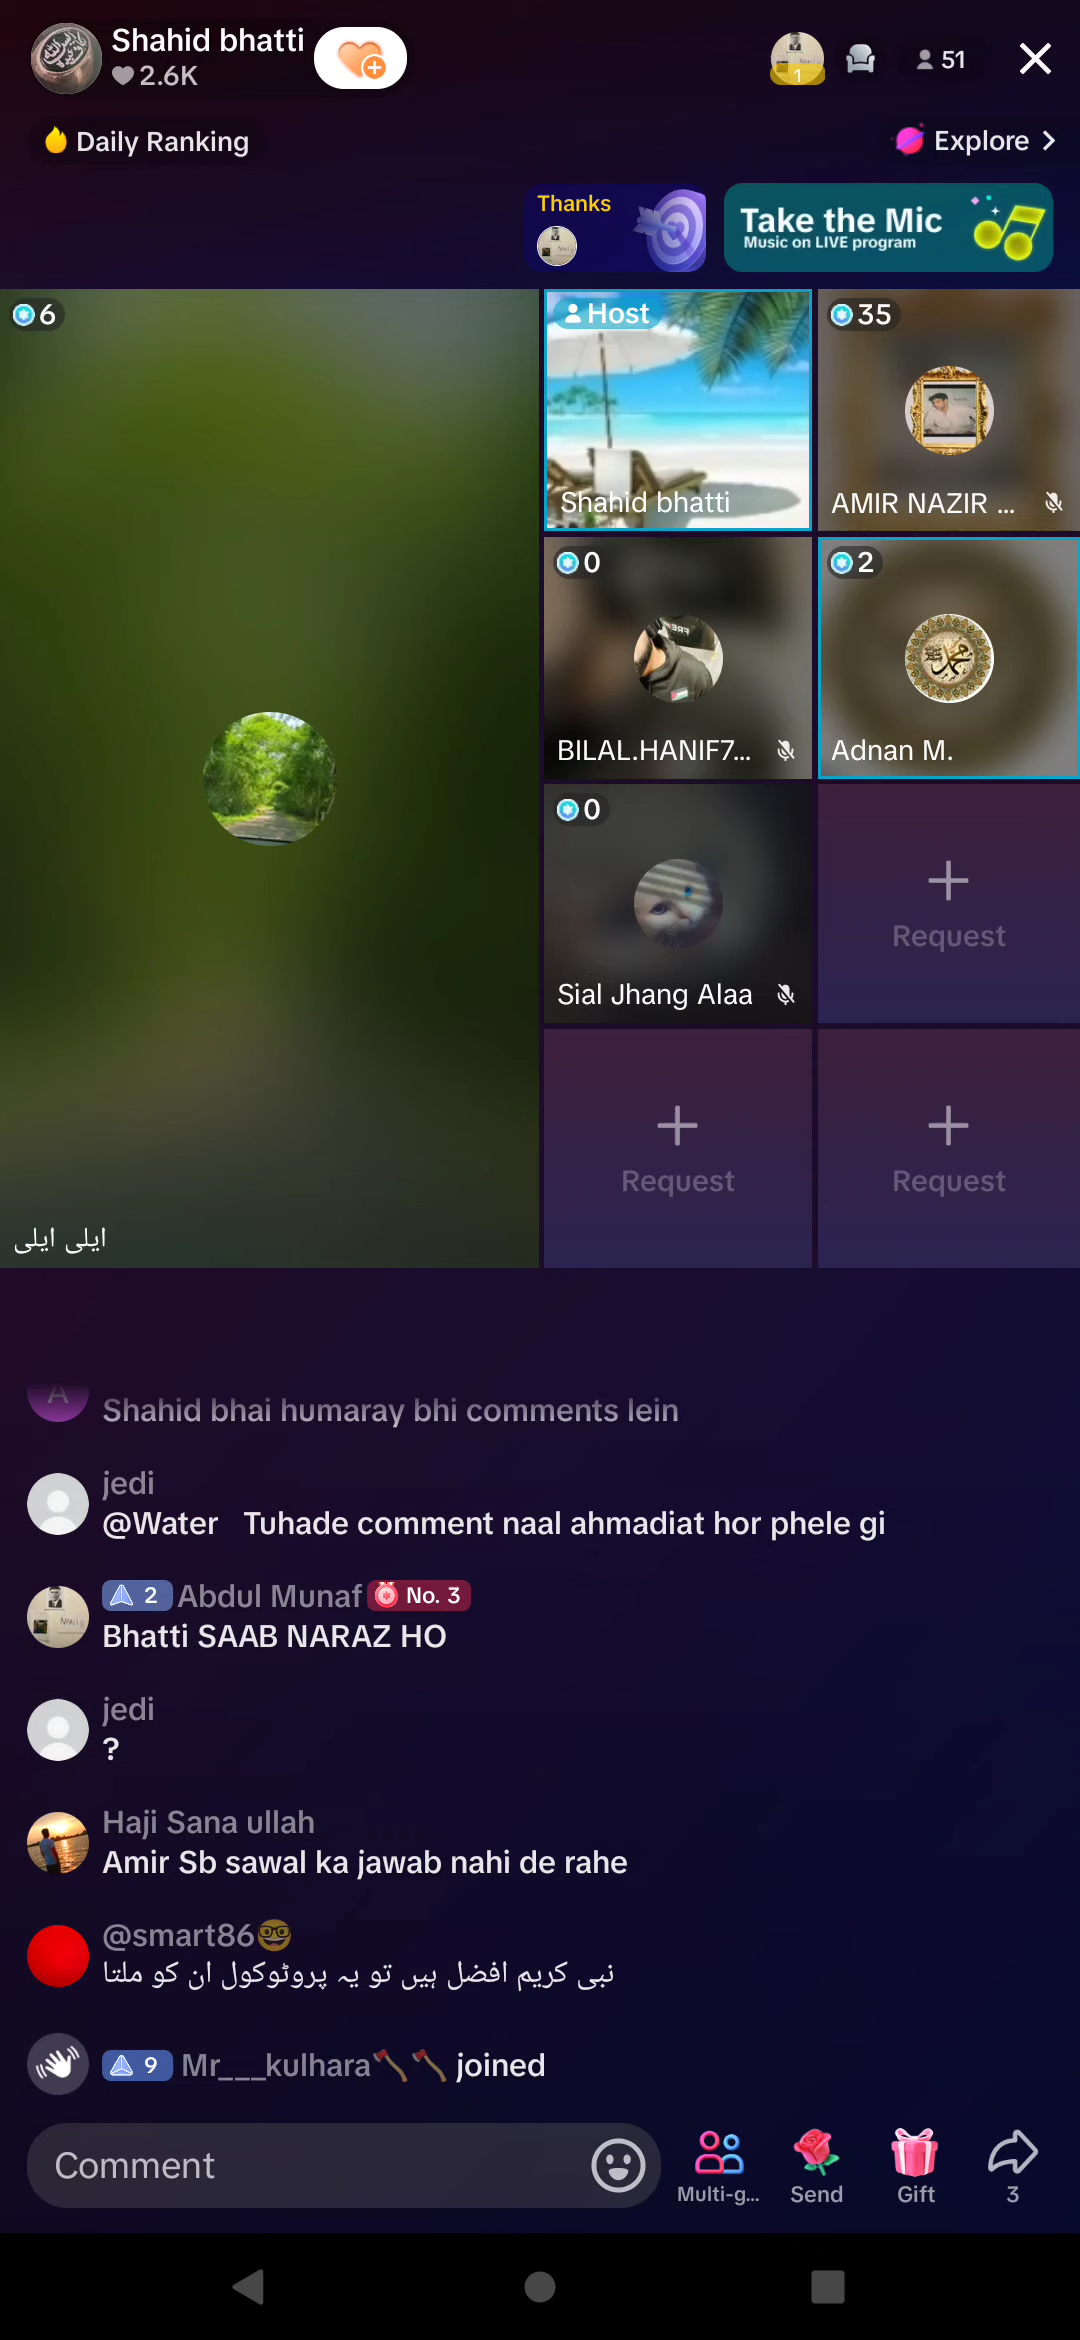 Shahid bhatti
2.6K
1
51
Daily Ranking
Explore
Thanks
Take the Mic
Music on LIVE program
6
Host
Shahid bhatti
35
AMIR NAZIR ...
0
BILAL.HANIF7...
2
Adnan M.
0
Sial Jhang Alaa
Request
Request
Request
ایلی ایلی
A
Shahid bhai humaray bhi comments lein
jedi
@Water Tuhade comment naal ahmadiat hor phele gi
2 Abdul Munaf No. 3
Bhatti SAAB NARAZ HO
jedi
?
Haji Sana ullah
Amir Sb sawal ka jawab nahi de rahe
@smart86🤓
نبی کریم افضل ہیں تو یہ پروٹوکول ان کو ملتا
9 Mr___kulhara🪓🪓 joined
Comment
Multi-g...
Send
Gift
3